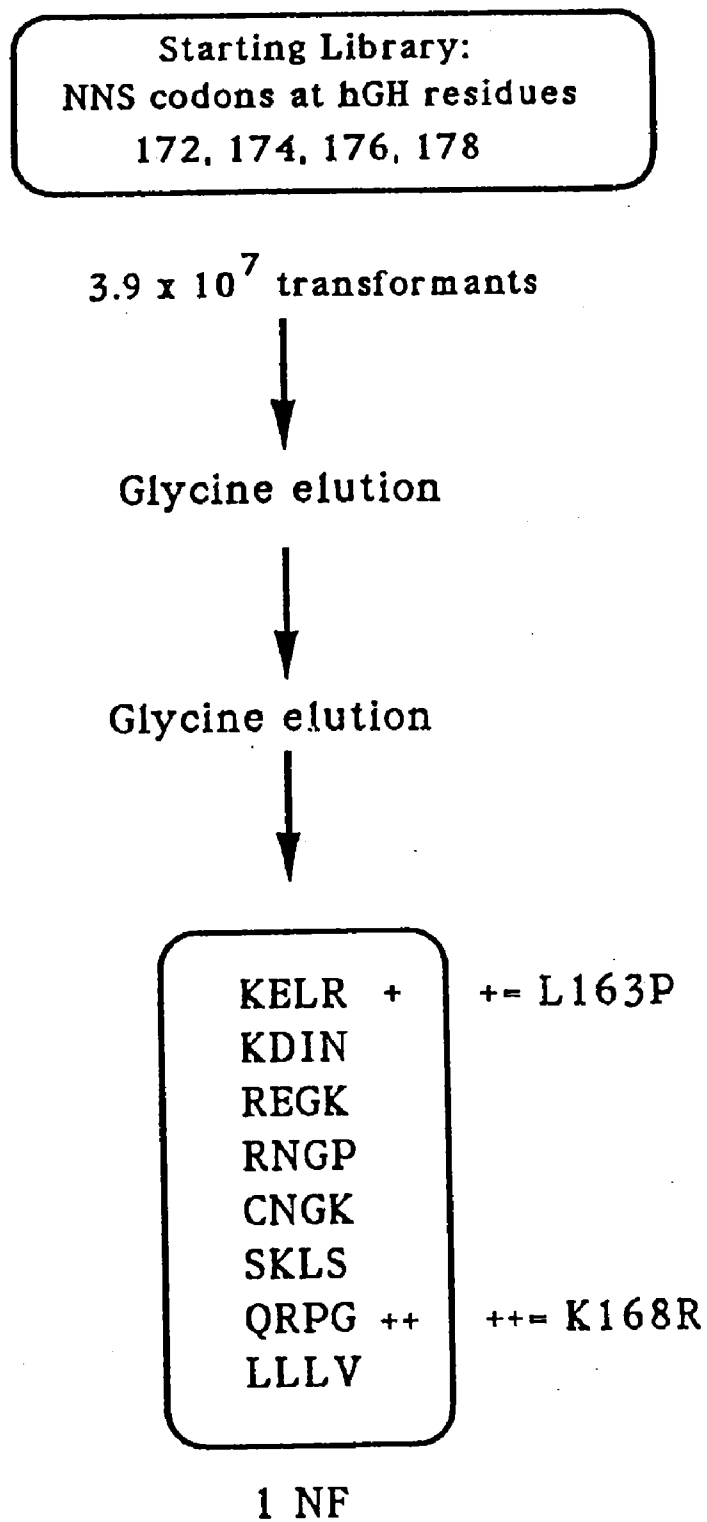 Starting Library:
NNS codons at hGH residues
172, 174, 176, 178
3.9 x 10^7 transformants
Glycine elution
Glycine elution
KELR + += L163P
KDIN
REGK
RNGP
CNGK
SKLS
QRPG ++ ++= K168R
LLLV
1 NF